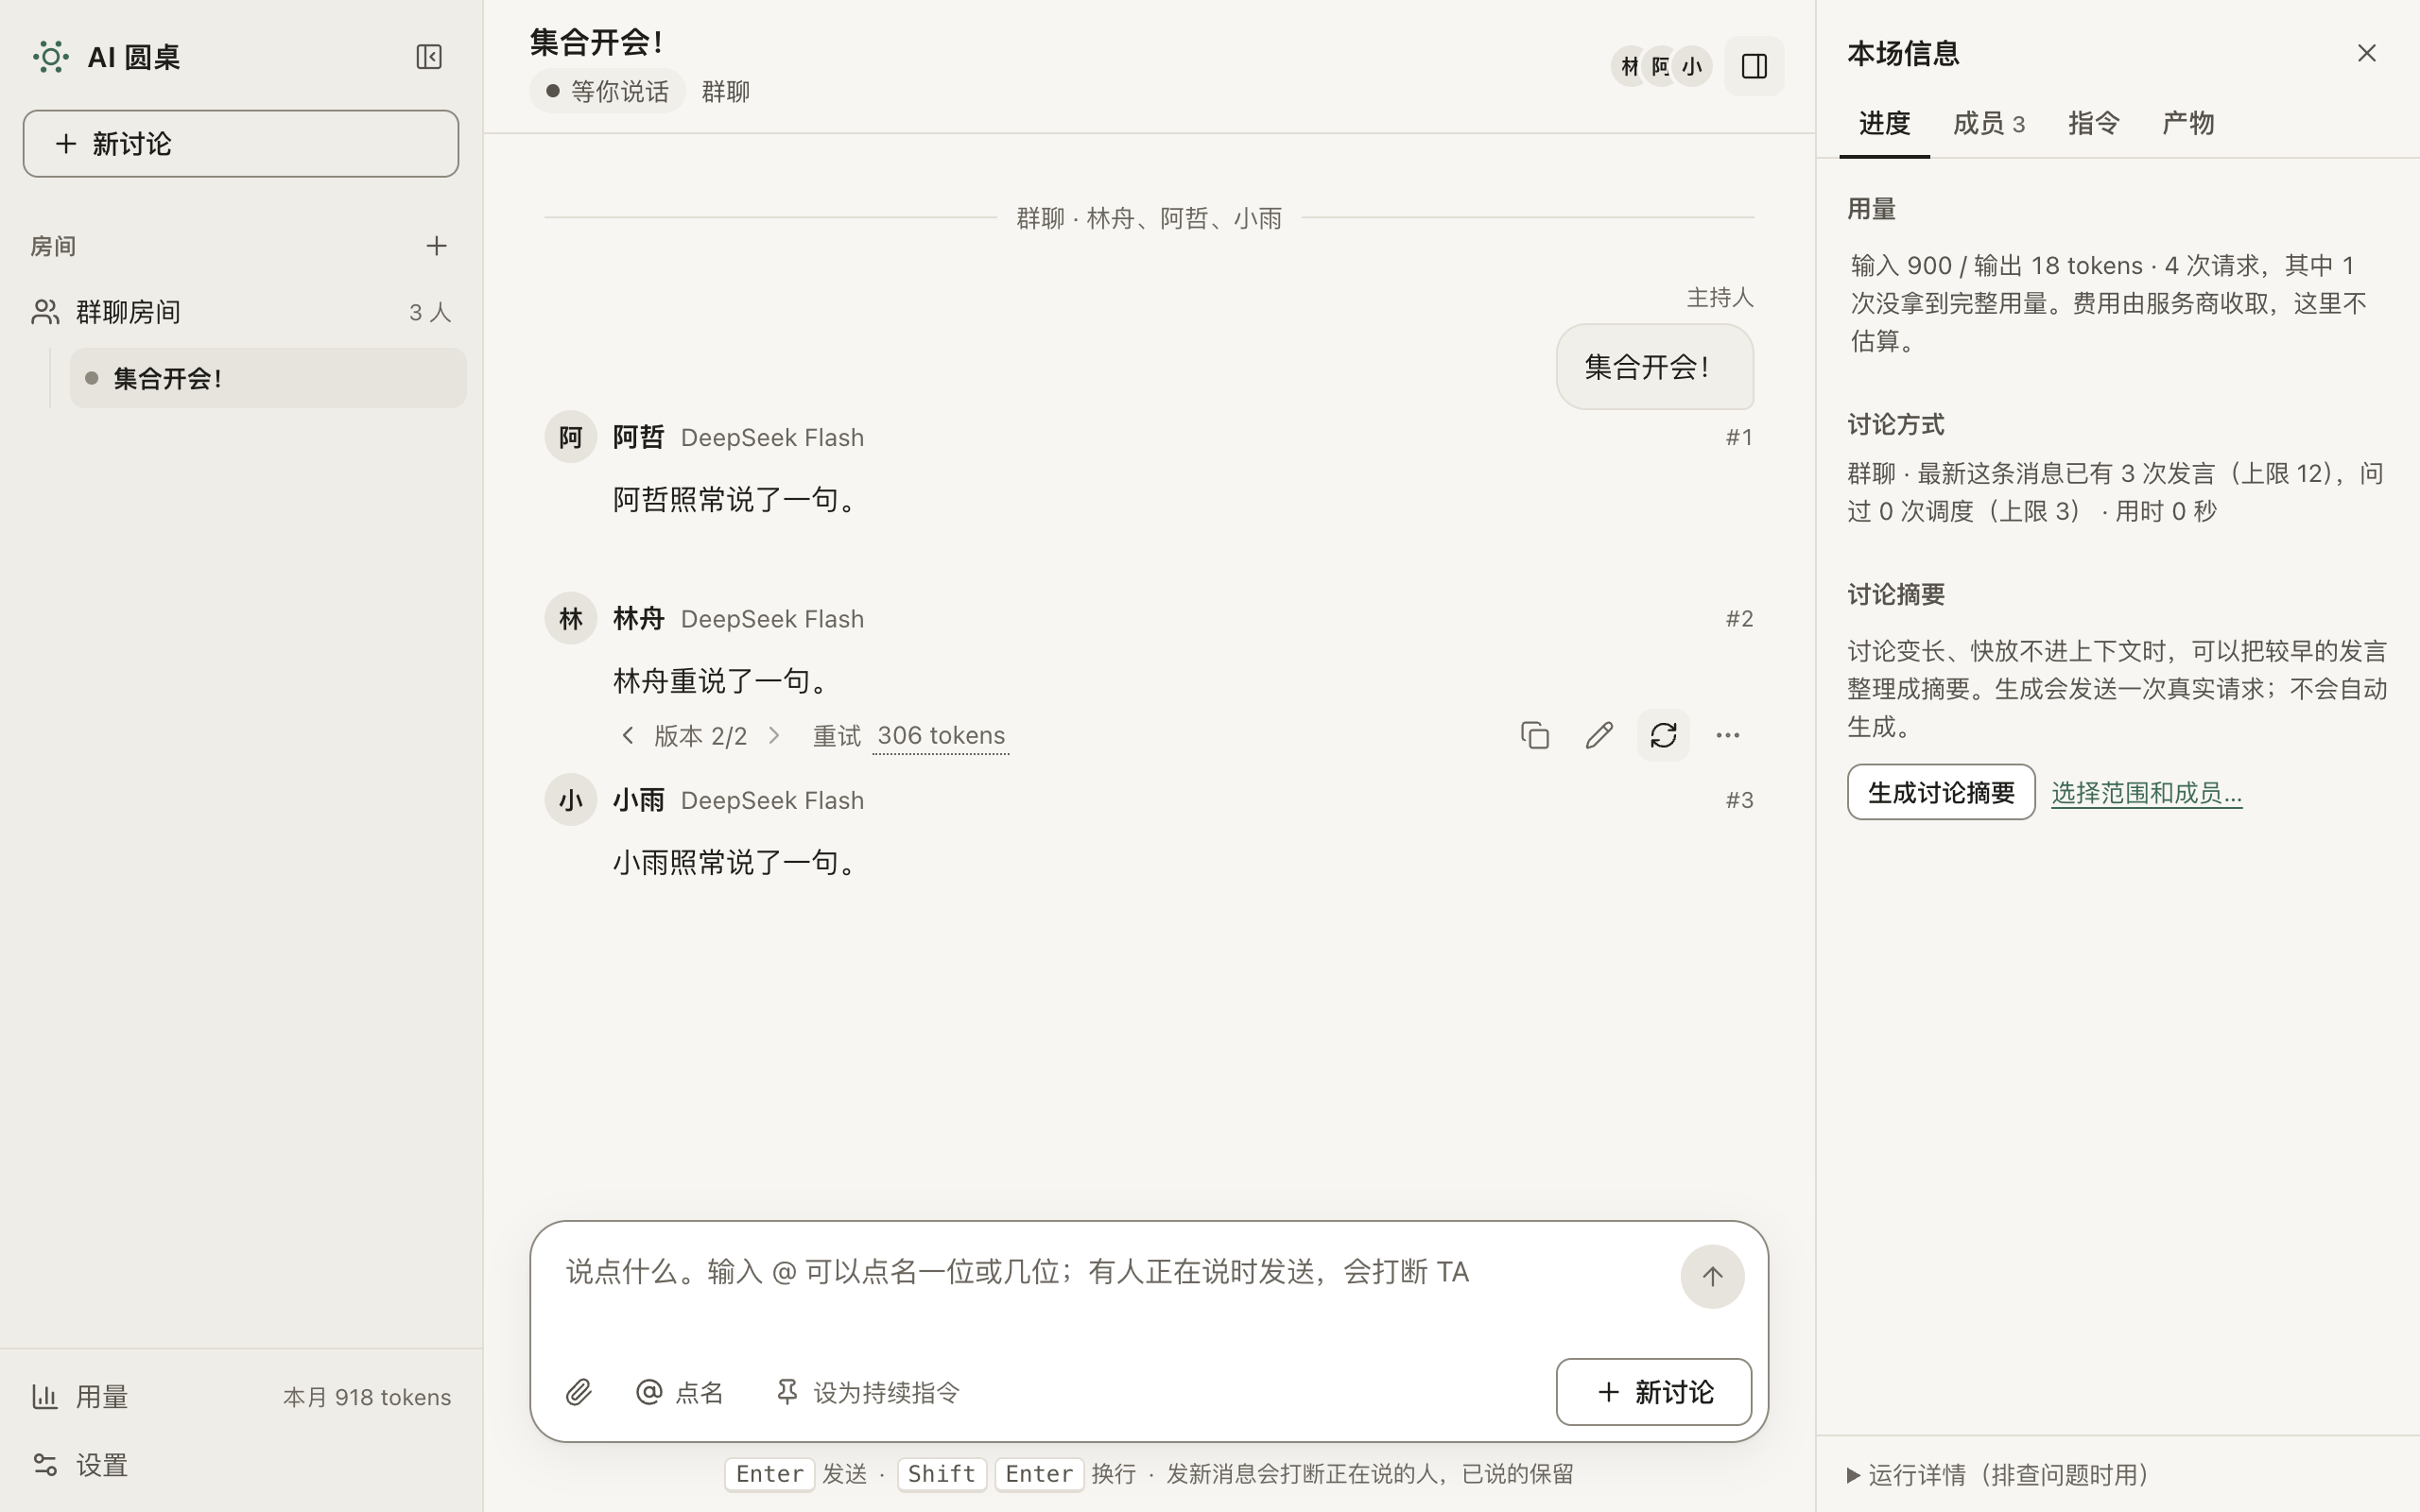 AI 圆桌
新讨论
房间
群聊房间
3 人
集合开会！
用量
本月 918 tokens
设置
集合开会！
等你说话
群聊
林
阿
小
群聊 · 林舟、阿哲、小雨
主持人
集合开会！
阿
阿哲 DeepSeek Flash
#1
阿哲照常说了一句。
林
林舟 DeepSeek Flash
#2
林舟重说了一句。
版本 2/2
重试 306 tokens
小
小雨 DeepSeek Flash
#3
小雨照常说了一句。
说点什么。输入 @ 可以点名一位或几位；有人正在说时发送，会打断 TA
点名
设为持续指令
新讨论
Enter 发送 · Shift Enter 换行 · 发新消息会打断正在说的人，已说的保留
本场信息
进度
成员 3
指令
产物
用量
输入 900 / 输出 18 tokens · 4 次请求，其中 1
次没拿到完整用量。费用由服务商收取，这里不
估算。
讨论方式
群聊 · 最新这条消息已有 3 次发言（上限 12），问
过 0 次调度（上限 3） · 用时 0 秒
讨论摘要
讨论变长、快放不进上下文时，可以把较早的发言
整理成摘要。生成会发送一次真实请求；不会自动
生成。
生成讨论摘要
选择范围和成员…
运行详情（排查问题时用）